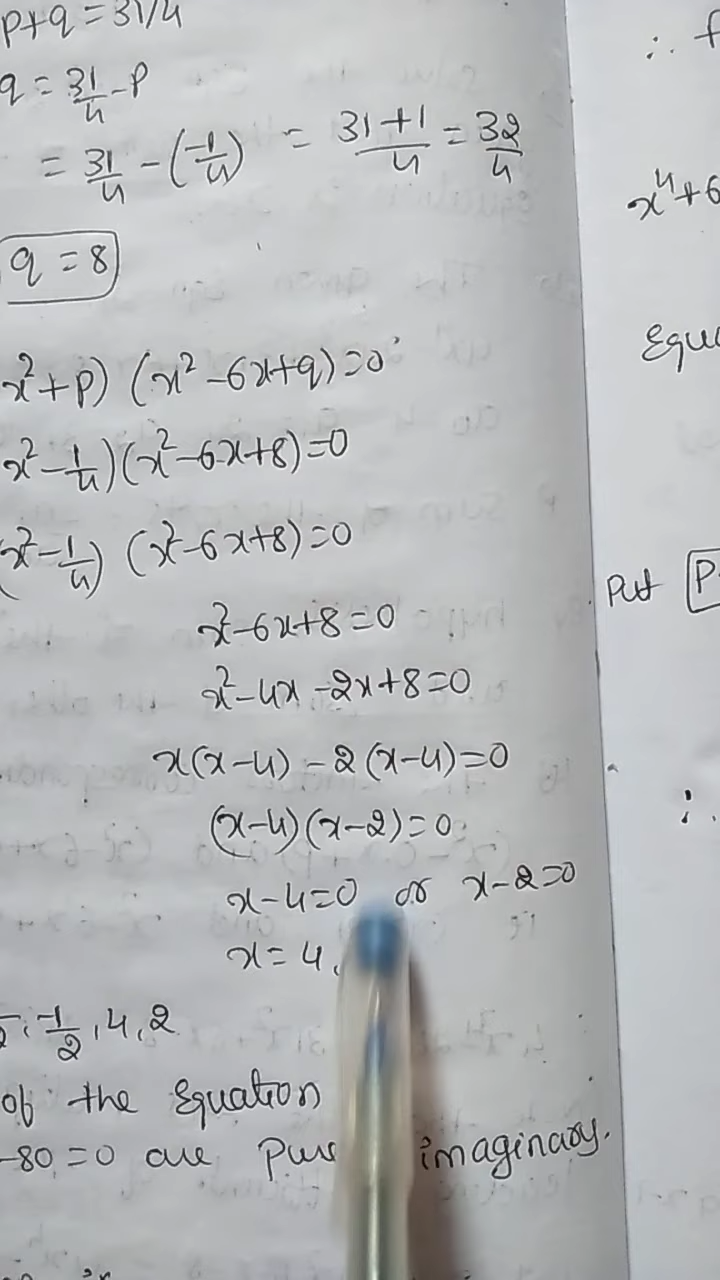 p+q = 31/4
q = 31/4 - p
= 31/4 - (-1/4) = 31+1/4 = 32/4
q = 8
x²+p) (x²-6x+q)=0
x²-1/4)(x²-6x+8)=0
(x²-1/4) (x²-6x+8)=0
x²-6x+8=0
x²-4x-2x+8=0
x(x-4)-2(x-4)=0
(x-4)(x-2)=0
x-4=0 or x-2=0
x=4,
-1/2, 4, 2
of the Equation
-80=0 are Pure imaginary.
∴ f
x⁴+6
Equa
Put P
∴